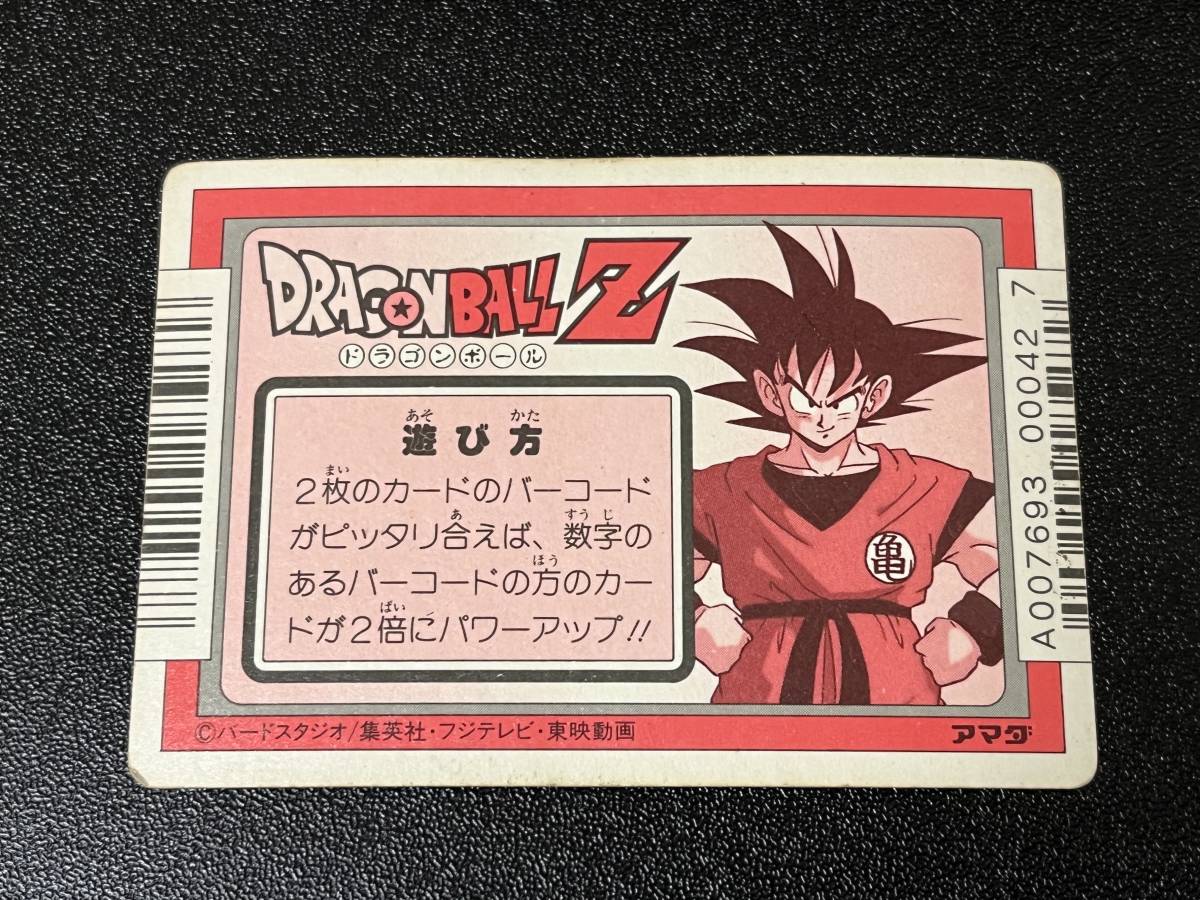 DRAGON BALL Z
ドラゴンボール
遊び方
あそ かた
2枚のカードのバーコード
まい
がピッタリ合えば、数字の
あ すうじ
あるバーコードの方のカー
ほう
ドが2倍にパワーアップ!!
ばい
亀
A007693 00042 7
©バードスタジオ/集英社・フジテレビ・東映動画
アマダ